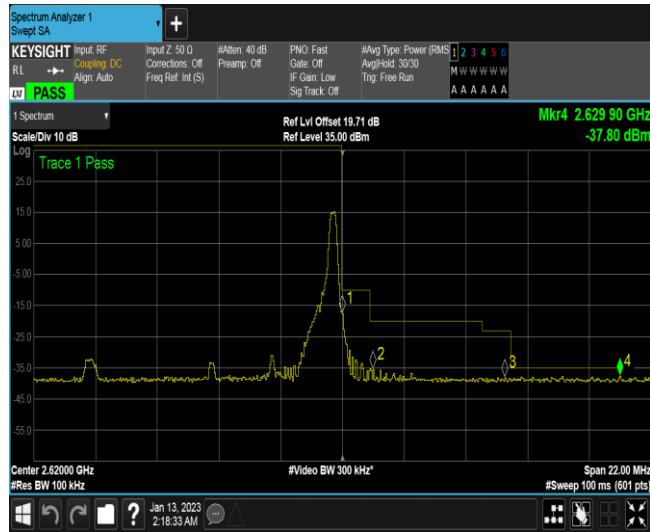 Spectrum Analyzer 1
Swept SA
KEYSIGHT Input: RF Input Z: 50 Ω #Atten: 40 dB PNO: Fast #Avg Type: Power (RMS 1 2 3 4 5 6
RL Coupling: DC Corrections: Off Preamp: Off Gate: Off Avg|Hold: 30/30 M W W W W W
Align: Auto Freq Ref: Int (S) IF Gain: Low Trig: Free Run
Sig Track: Off A A A A A A
LXI PASS
1 Spectrum Ref Lvl Offset 19.71 dB Mkr4 2.629 90 GHz
Scale/Div 10 dB Ref Level 35.00 dBm -37.80 dBm
Log
Trace 1 Pass
25.0
15.0
5.00
-5.00
1
-15.0
-25.0
2 3 4
-35.0
-45.0
-55.0
Center 2.62000 GHz #Video BW 300 kHz* Span 22.00 MHz
#Res BW 100 kHz #Sweep 100 ms (601 pts)
? Jan 13, 2023
2:18:33 AM